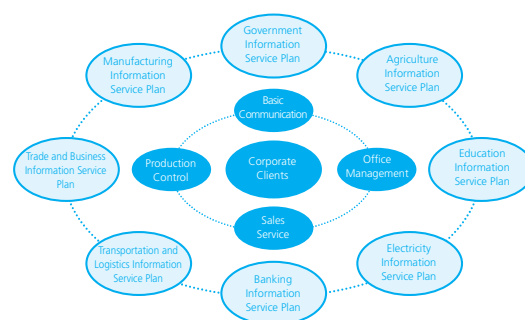 Government
Information
Service Plan
Manufacturing
Information
Service Plan
Agriculture
Information
Service Plan
Basic
Communication
Trade and Business
Information Service
Plan
Production
Control
Corporate
Clients
Office
Management
Education
Information
Service Plan
Sales
Service
Transportation and
Logistics Information
Service Plan
Electricity
Information
Service Plan
Banking
Information
Service Plan